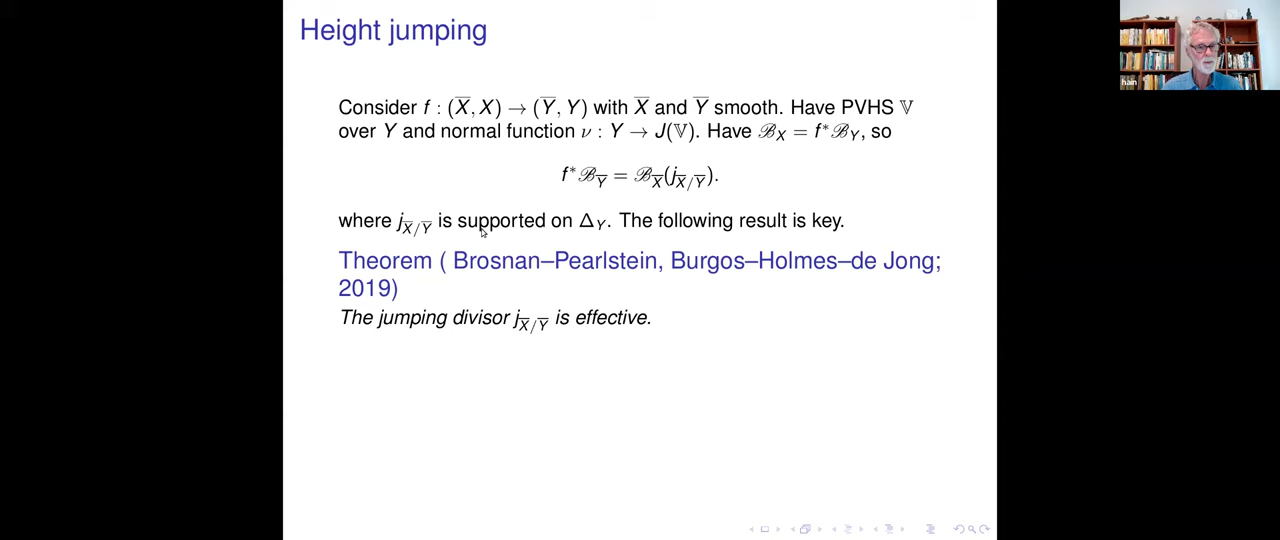 Height jumping
Consider f : (X̅, X) → (Y̅, Y) with X̅ and Y̅ smooth. Have PVHS 𝕍
over Y and normal function ν : Y → J(𝕍). Have ℬ_X = f*ℬ_Y, so
f*ℬ_Y̅ = ℬ_X̅(j_X̅/Y̅).
where j_X̅/Y̅ is supported on Δ_Y. The following result is key.
Theorem ( Brosnan–Pearlstein, Burgos–Holmes–de Jong;
2019)
The jumping divisor j_X̅/Y̅ is effective.
hain